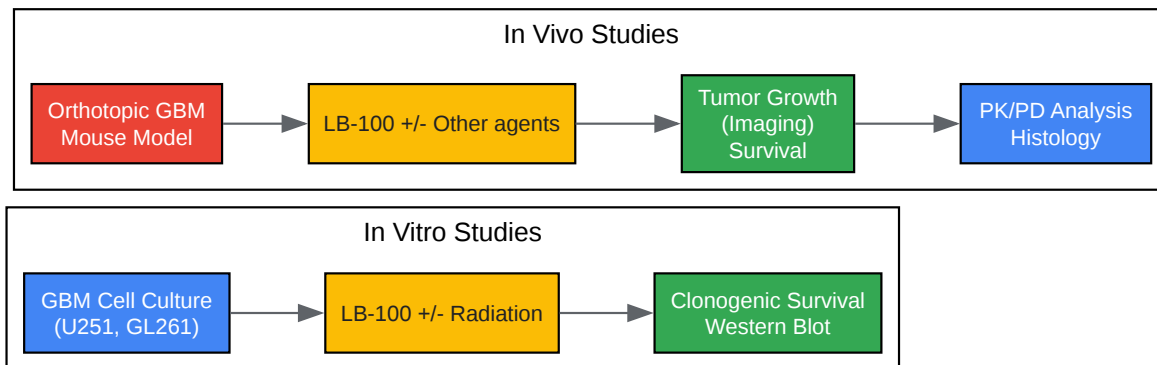 In Vivo Studies
Orthotopic GBM
Mouse Model
LB-100 +/- Other agents
Tumor Growth
(Imaging)
Survival
PK/PD Analysis
Histology
In Vitro Studies
GBM Cell Culture
(U251, GL261)
LB-100 +/- Radiation
Clonogenic Survival
Western Blot